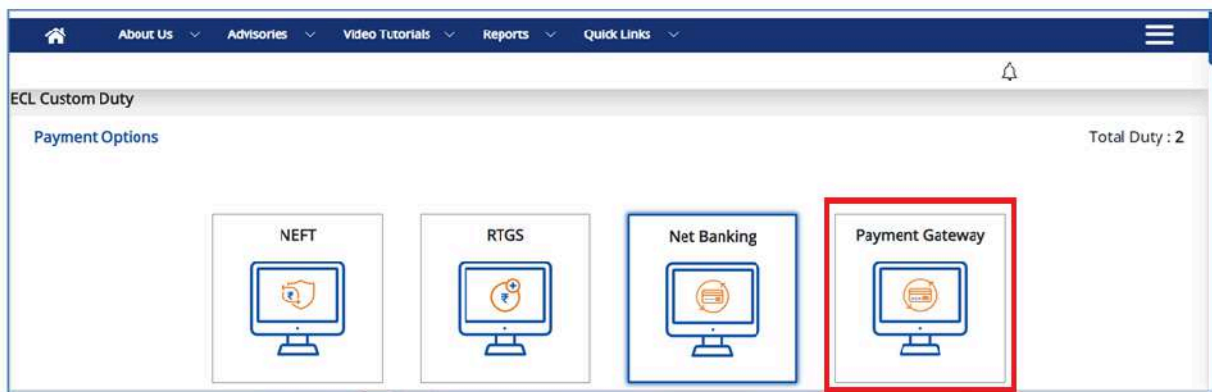 About Us Advisories Video Tutorials Reports Quick Links
ECL Custom Duty
Payment Options Total Duty : 2
NEFT RTGS Net Banking Payment Gateway
₹ ₹